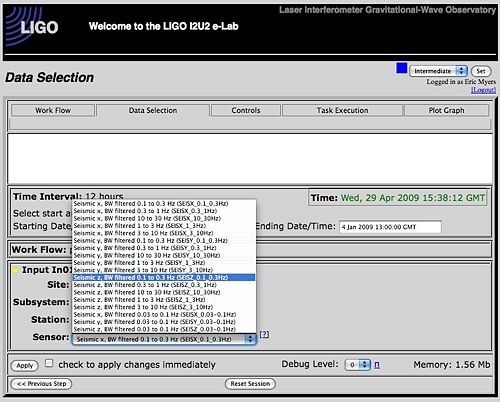 Laser Interferometer Gravitational-Wave Observatory
LIGO
Welcome to the LIGO I2U2 e-Lab
Data Selection
Intermediate
Set
Logged in as Eric Myers
[Logout]
Work Flow
Data Selection
Controls
Task Execution
Plot Graph
Time Interval: 12 hours
Time: Wed, 29 Apr 2009 15:38:12 GMT
Select start a
Starting Date
Ending Date/Time:
4 Jan 2009 13:00:00 GMT
Work Flow:
Input In01
Site:
Subsystem:
Station:
Sensor:
Seismic x, BW filtered 0.1 to 0.3 Hz (SEISX_0.1_0.3Hz)
Seismic x, BW filtered 0.3 to 1 Hz (SEISX_0.3_1Hz)
Seismic x, BW filtered 10 to 30 Hz (SEISX_10_30Hz)
Seismic x, BW filtered 1 to 3 Hz (SEISX_1_3Hz)
Seismic x, BW filtered 3 to 10 Hz (SEISX_3_10Hz)
Seismic y, BW filtered 0.1 to 0.3 Hz (SEISY_0.1_0.3Hz)
Seismic y, BW filtered 0.3 to 1 Hz (SEISY_0.3_1Hz)
Seismic y, BW filtered 10 to 30 Hz (SEISY_10_30Hz)
Seismic y, BW filtered 1 to 3 Hz (SEISY_1_3Hz)
Seismic y, BW filtered 3 to 10 Hz (SEISY_3_10Hz)
Seismic z, BW filtered 0.1 to 0.3 Hz (SEISZ_0.1_0.3Hz)
Seismic z, BW filtered 0.3 to 1 Hz (SEISZ_0.3_1Hz)
Seismic z, BW filtered 10 to 30 Hz (SEISZ_10_30Hz)
Seismic z, BW filtered 1 to 3 Hz (SEISZ_1_3Hz)
Seismic z, BW filtered 3 to 10 Hz (SEISZ_3_10Hz)
Seismic x, BW filtered 0.03 to 0.1 Hz (SEISX_0.03-0.1Hz)
Seismic y, BW filtered 0.03 to 0.1 Hz (SEISY_0.03-0.1Hz)
Seismic z, BW filtered 0.03 to 0.1 Hz (SEISZ_0.03-0.1Hz)
Seismic x, BW filtered 0.1 to 0.3 Hz (SEISX_0.1_0.3Hz)
[?]
Apply
check to apply changes immediately
Debug Level:
0
Memory: 1.56 Mb
<< Previous Step
Reset Session